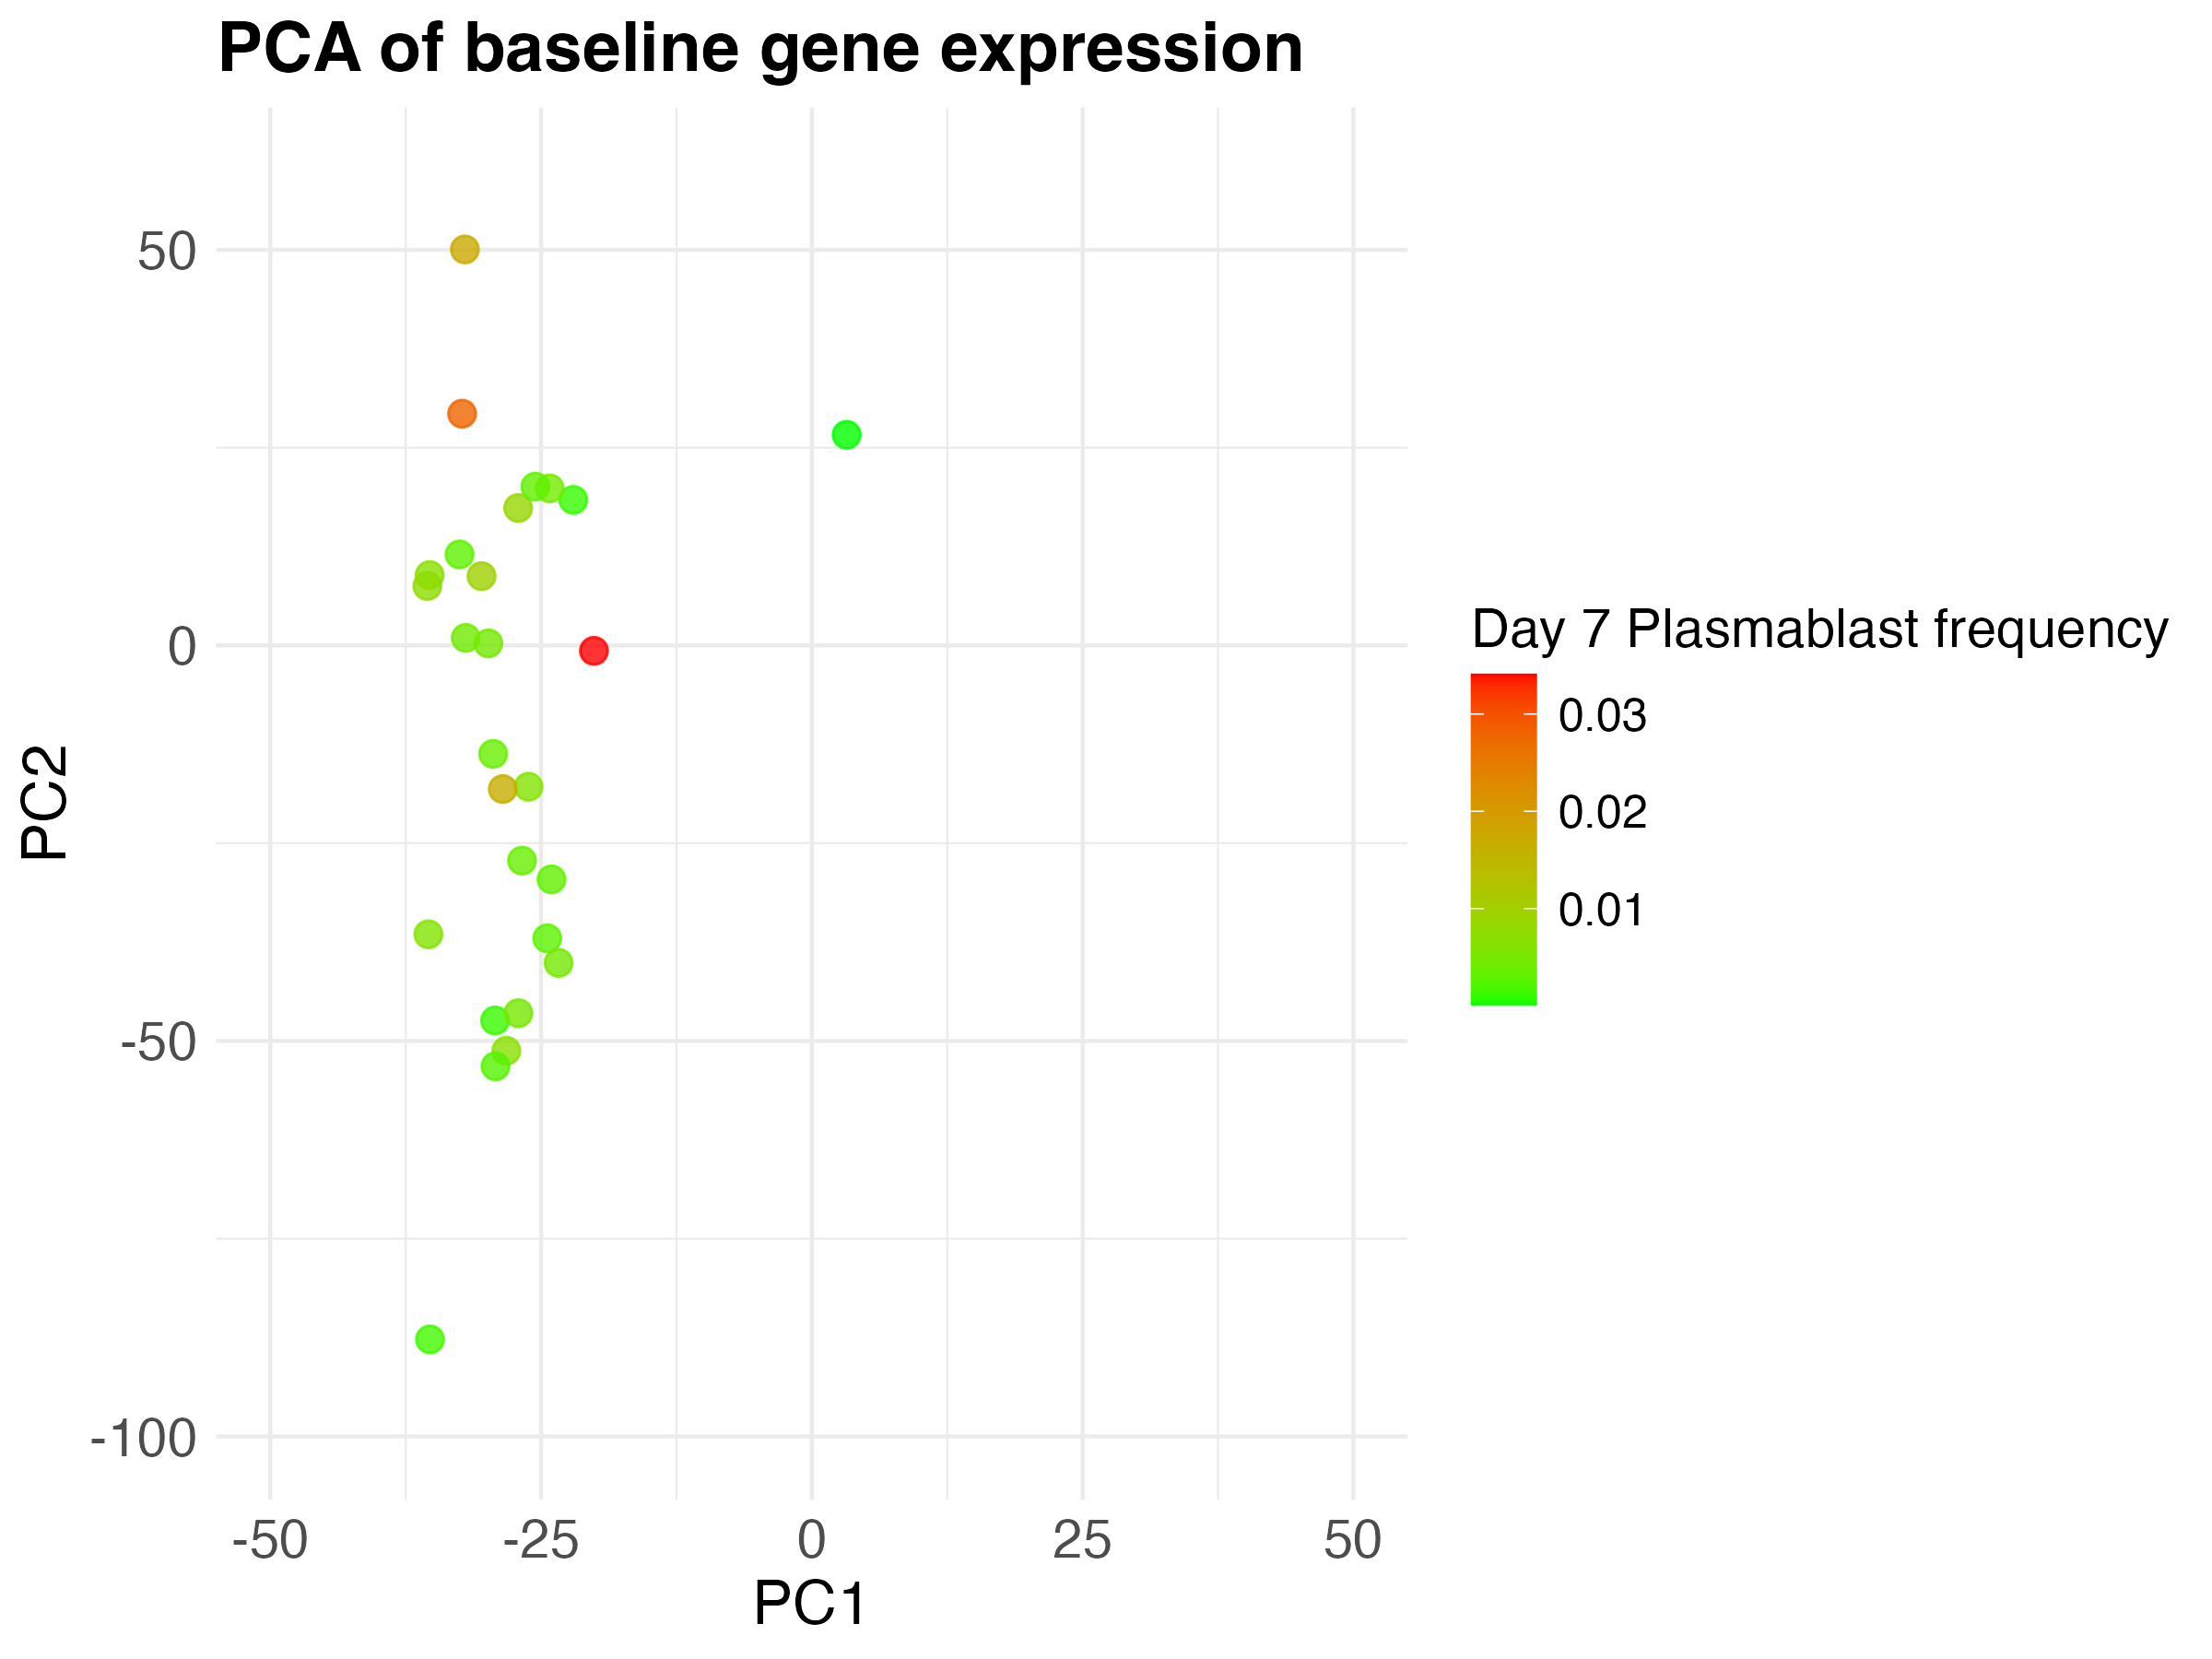 PCA of baseline gene expression
50
0
-50
-100
PC2
-50 -25 0 25 50
PC1
Day 7 Plasmablast frequency
0.03
0.02
0.01